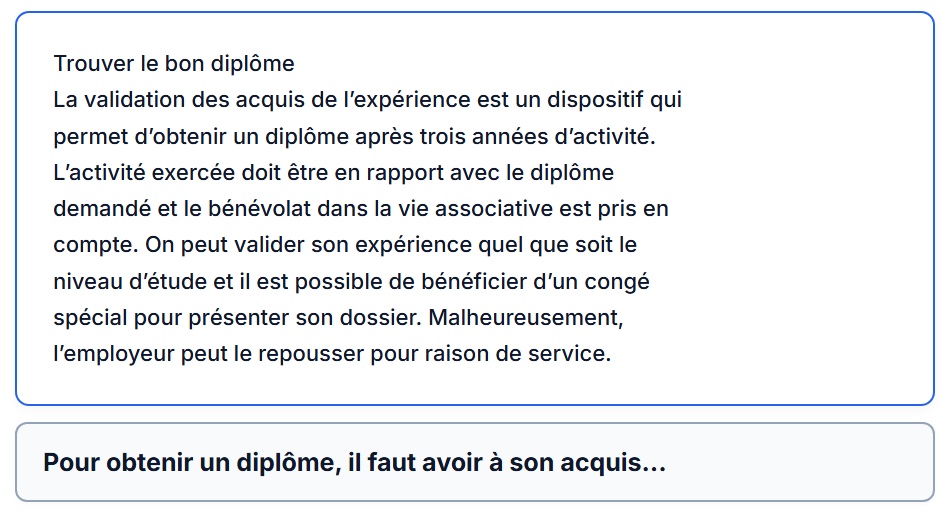 Trouver le bon diplôme
La validation des acquis de l’expérience est un dispositif qui
permet d’obtenir un diplôme après trois années d’activité.
L’activité exercée doit être en rapport avec le diplôme
demandé et le bénévolat dans la vie associative est pris en
compte. On peut valider son expérience quel que soit le
niveau d’étude et il est possible de bénéficier d’un congé
spécial pour présenter son dossier. Malheureusement,
l’employeur peut le repousser pour raison de service.
Pour obtenir un diplôme, il faut avoir à son acquis…